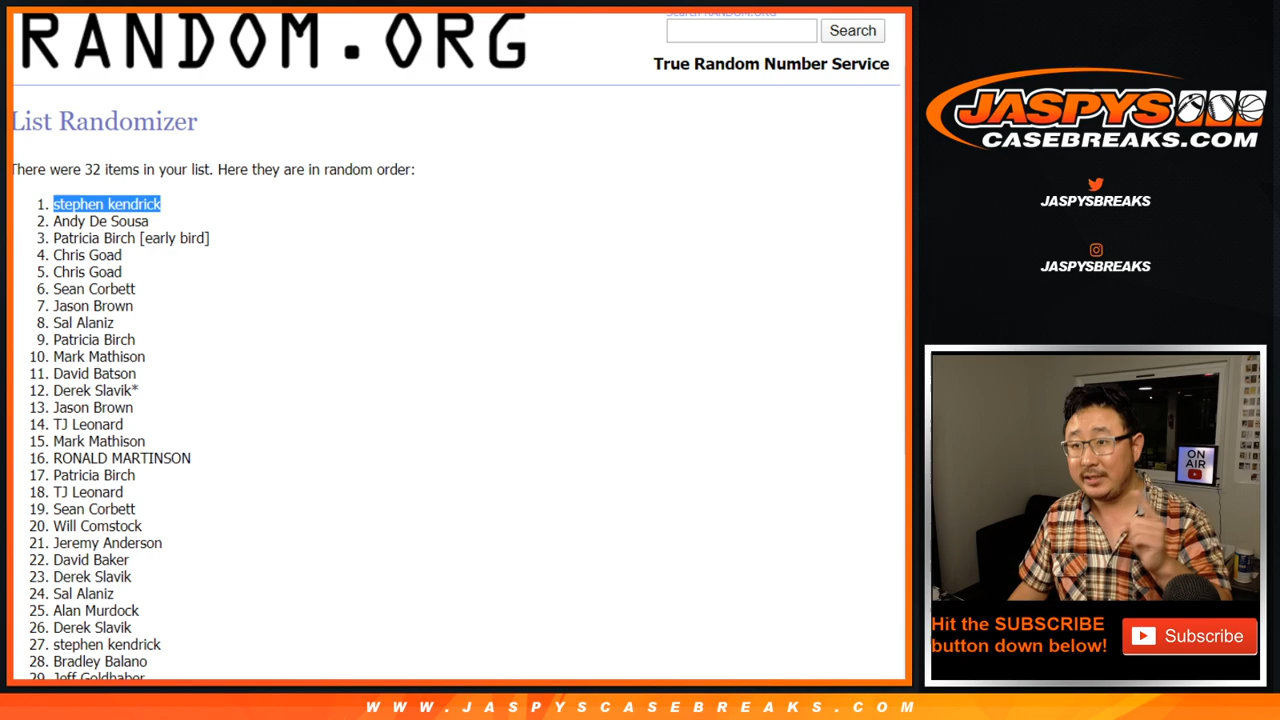 Search RANDOM.ORG
RANDOM.ORG
Search
True Random Number Service
List Randomizer
There were 32 items in your list. Here they are in random order:
1. stephen kendrick
2. Andy De Sousa
3. Patricia Birch [early bird]
4. Chris Goad
5. Chris Goad
6. Sean Corbett
7. Jason Brown
8. Sal Alaniz
9. Patricia Birch
10. Mark Mathison
11. David Batson
12. Derek Slavik*
13. Jason Brown
14. TJ Leonard
15. Mark Mathison
16. RONALD MARTINSON
17. Patricia Birch
18. TJ Leonard
19. Sean Corbett
20. Will Comstock
21. Jeremy Anderson
22. David Baker
23. Derek Slavik
24. Sal Alaniz
25. Alan Murdock
26. Derek Slavik
27. stephen kendrick
28. Bradley Balano
29. Jeff Goldhaber
JASPYS
CASEBREAKS.COM
JASPYSBREAKS
JASPYSBREAKS
ON
AIR
Hit the SUBSCRIBE
button down below!
Subscribe
WWW.JASPYSCASEBREAKS.COM